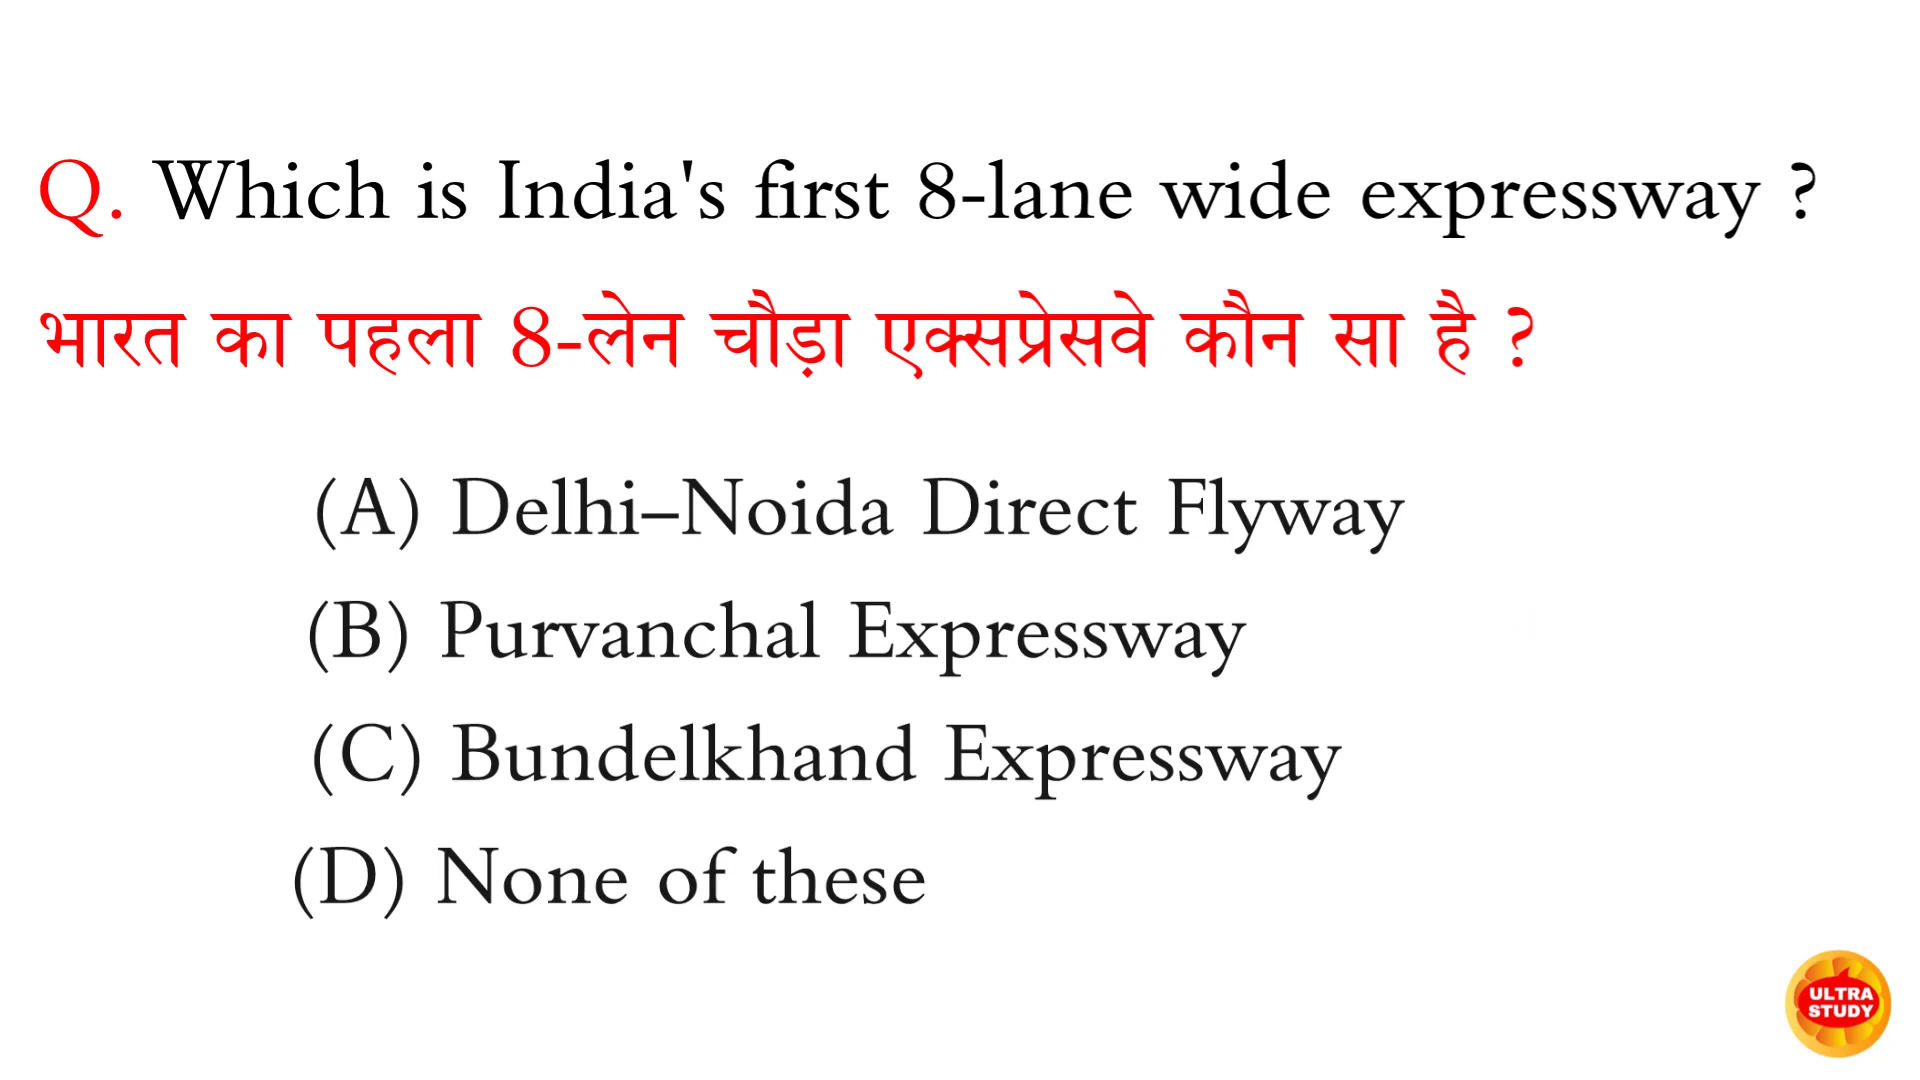 Q. Which is India's first 8-lane wide expressway ?
भारत का पहला 8-लेन चौड़ा एक्सप्रेसवे कौन सा है ?
(A) Delhi–Noida Direct Flyway
(B) Purvanchal Expressway
(C) Bundelkhand Expressway
(D) None of these
ULTRA
STUDY